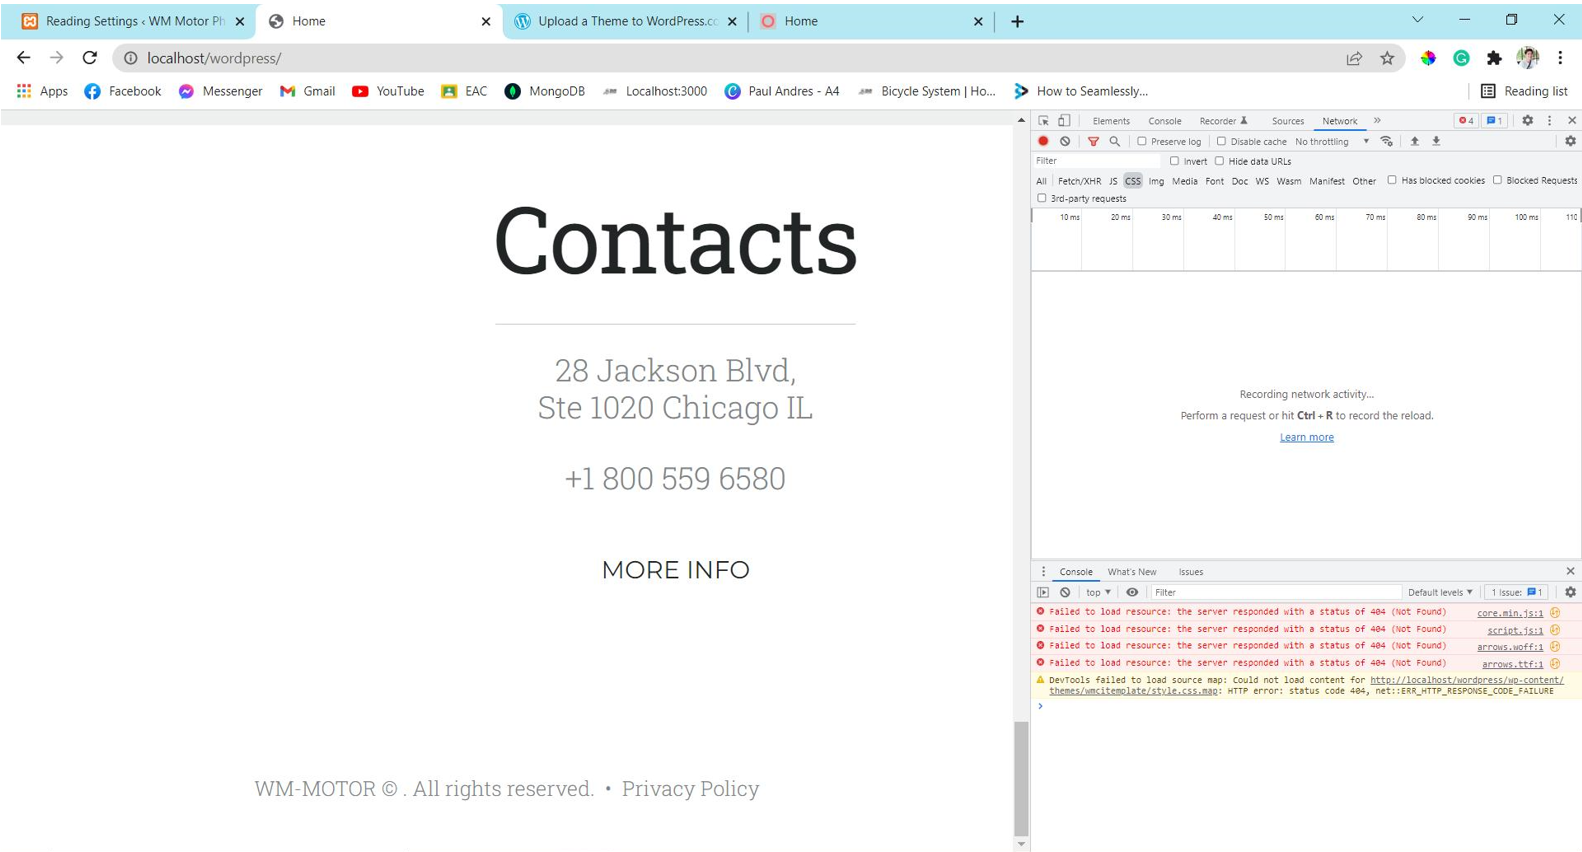 Reading Settings ‹ WM Motor Ph
Home
Upload a Theme to WordPress.co
Home
localhost/wordpress/
Apps
Facebook
Messenger
Gmail
YouTube
EAC
MongoDB
Localhost:3000
Paul Andres - A4
Bicycle System | Ho...
How to Seamlessly...
Reading list
Contacts
28 Jackson Blvd,
Ste 1020 Chicago IL
+1 800 559 6580
MORE INFO
WM-MOTOR © . All rights reserved. • Privacy Policy
Elements Console Recorder Sources Network » 4 1
Preserve log Disable cache No throttling
Filter Invert Hide data URLs
All Fetch/XHR JS CSS Img Media Font Doc WS Wasm Manifest Other Has blocked cookies Blocked Requests
3rd-party requests
10 ms 20 ms 30 ms 40 ms 50 ms 60 ms 70 ms 80 ms 90 ms 100 ms 110
Recording network activity...
Perform a request or hit Ctrl + R to record the reload.
Learn more
Console What's New Issues
top Filter Default levels 1 Issue: 1
Failed to load resource: the server responded with a status of 404 (Not Found) core.min.js:1
Failed to load resource: the server responded with a status of 404 (Not Found) script.js:1
Failed to load resource: the server responded with a status of 404 (Not Found) arrows.woff:1
Failed to load resource: the server responded with a status of 404 (Not Found) arrows.ttf:1
DevTools failed to load source map: Could not load content for http://localhost/wordpress/wp-content/
themes/wmcitemplate/style.css.map: HTTP error: status code 404, net::ERR_HTTP_RESPONSE_CODE_FAILURE